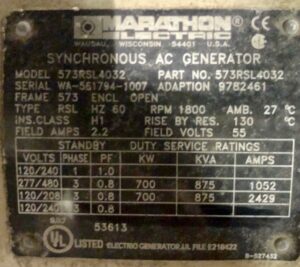 MARATHON
ELECTRIC
WAUSAU, WISCONSIN 54401 U.S.A.
SYNCHRONOUS AC GENERATOR
MODEL 573RSL4032 PART NO. 573RSL4032
SERIAL WA-561794-1007 ADAPTION 9782461
FRAME 573 ENCL OPEN
TYPE RSL HZ 60 RPM 1800 AMB. 27 °C
INS.CLASS H1 RISE BY RES. 130 °C
FIELD AMPS 2.2 FIELD VOLTS 55
STANDBY DUTY SERVICE RATINGS
VOLTS PHASE PF KW KVA AMPS
120/240 1 1.0
277/480 3 0.8 700 875 1052
120/208 3 0.8 700 875 2429
120/240 3 0.8
53613
UL LISTED ELECTRIC GENERATOR, UL FILE E216422